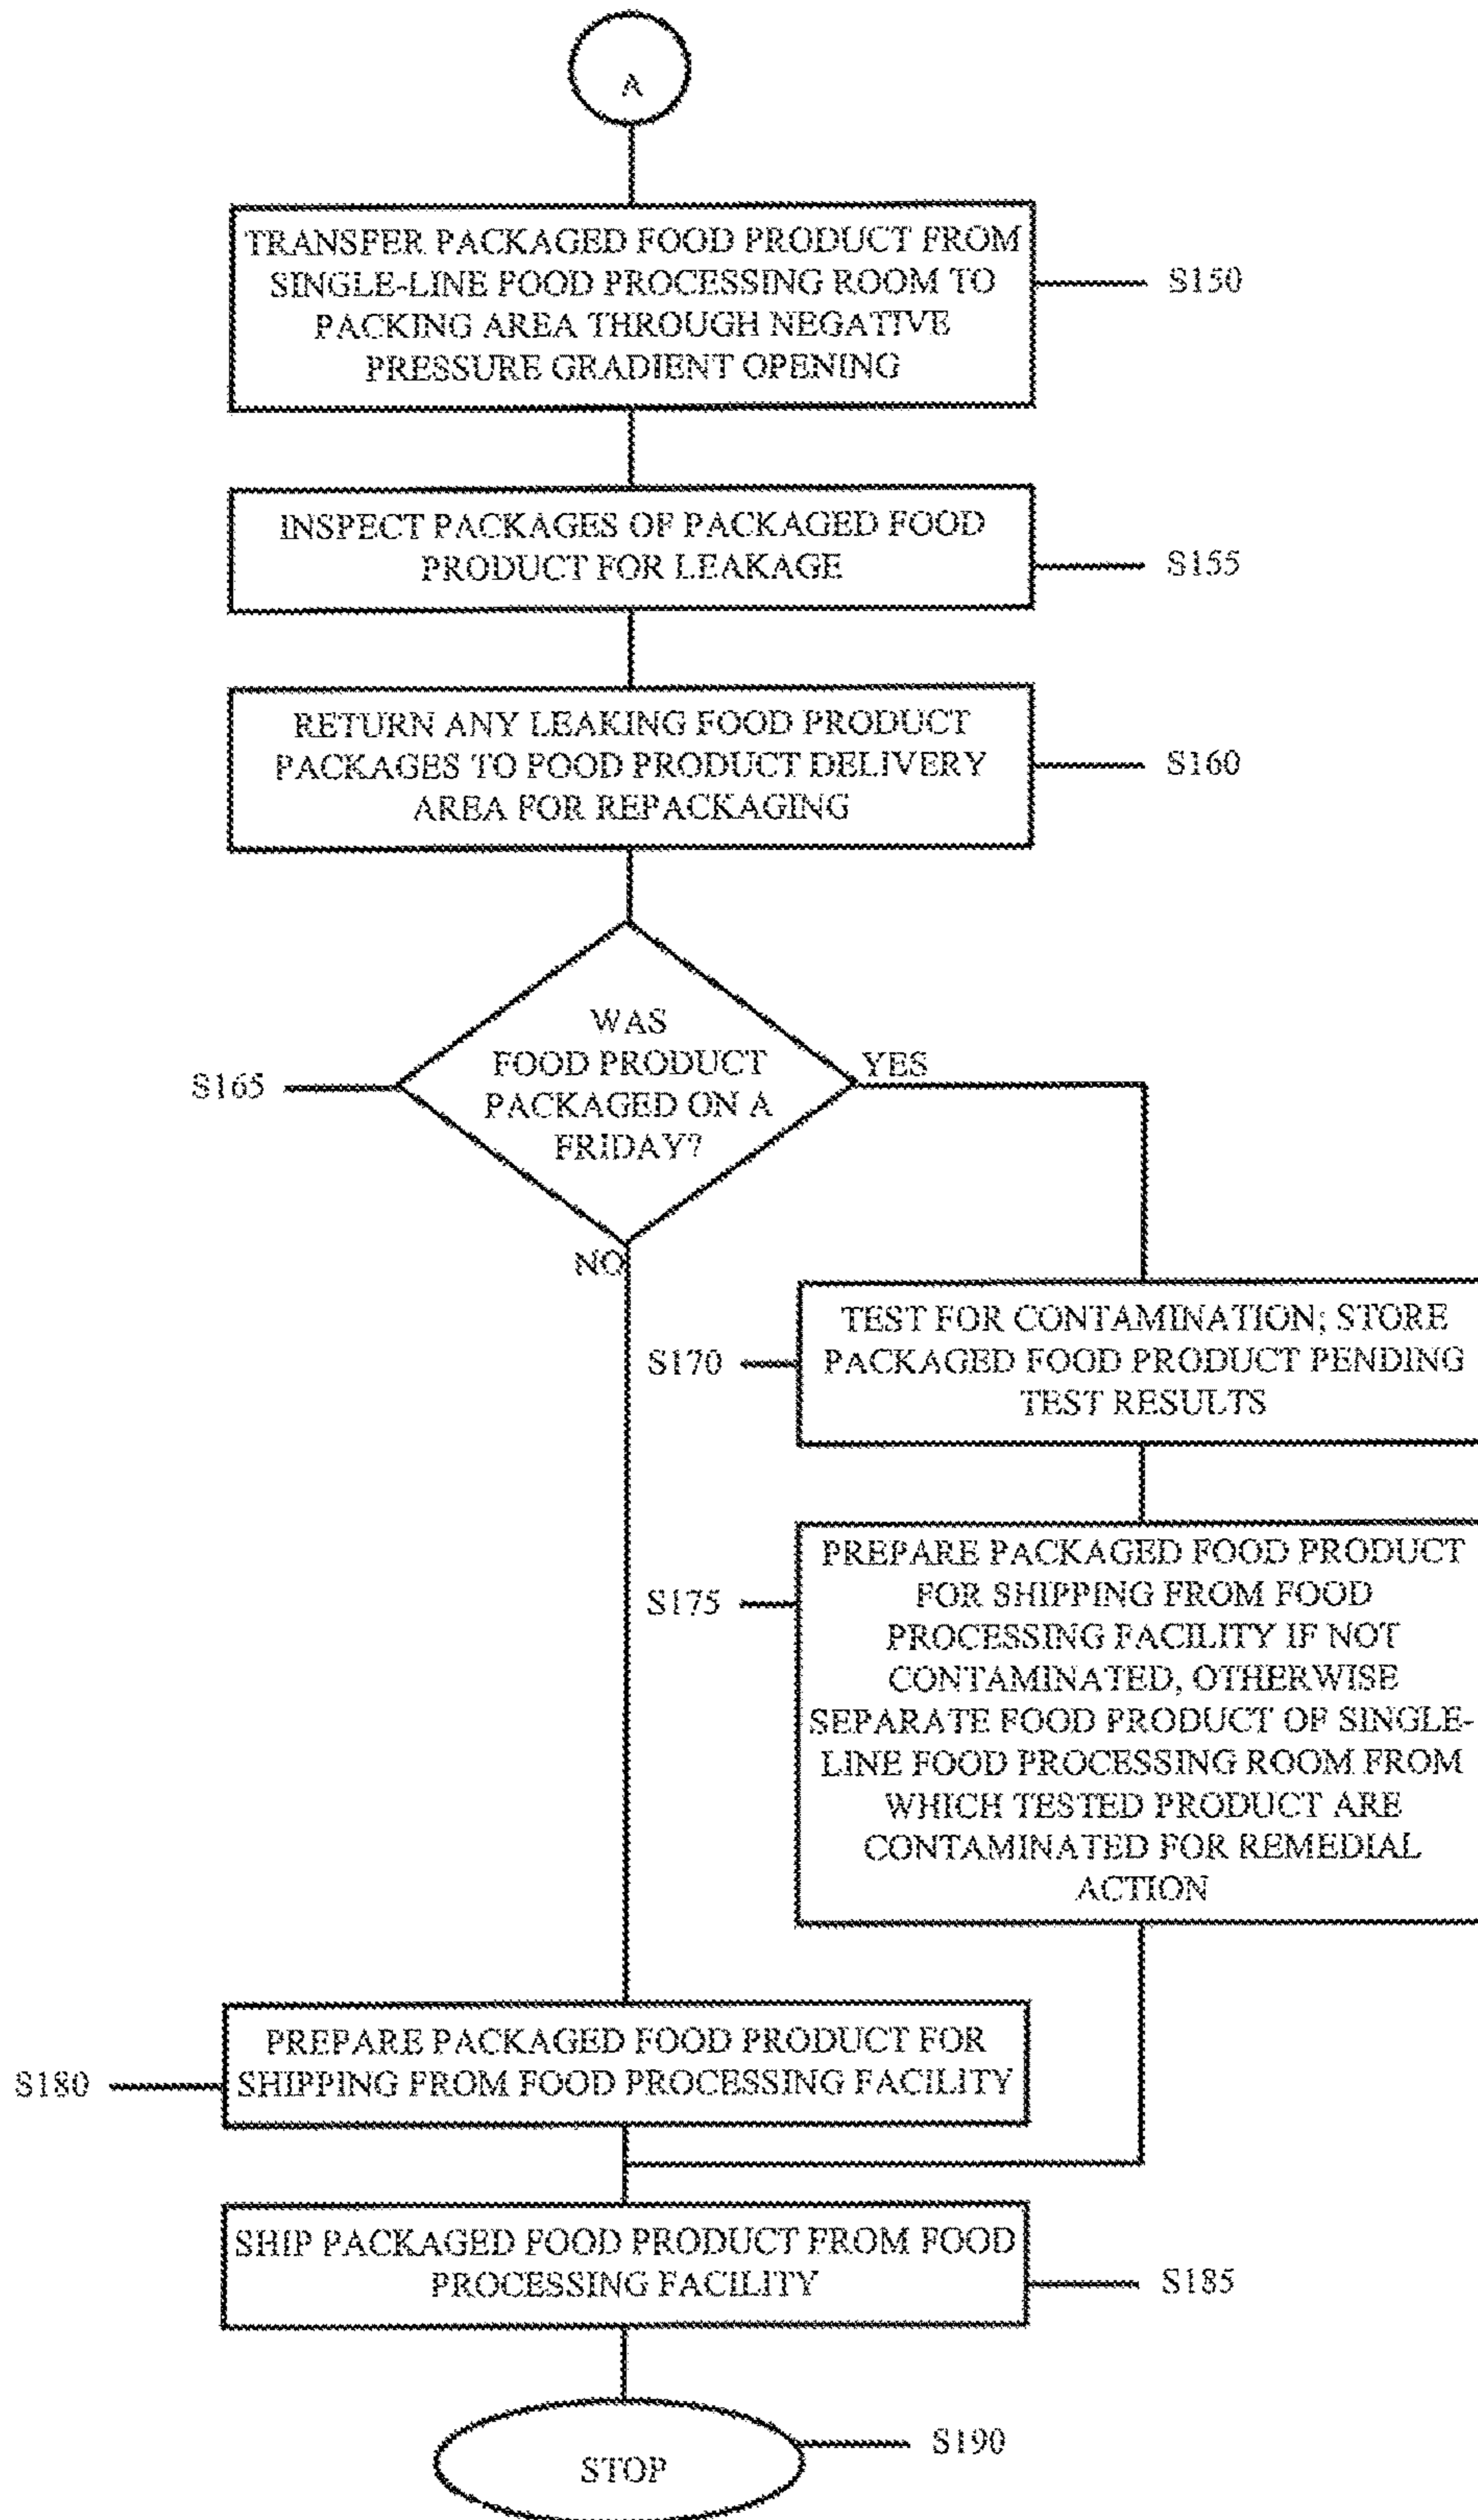 A
TRANSFER PACKAGED FOOD PRODUCT FROM
SINGLE-LINE FOOD PROCESSING ROOM TO
PACKING AREA THROUGH NEGATIVE
PRESSURE GRADIENT OPENING
S150
INSPECT PACKAGES OF PACKAGED FOOD
PRODUCT FOR LEAKAGE
S155
RETURN ANY LEAKING FOOD PRODUCT
PACKAGES TO FOOD PRODUCT DELIVERY
AREA FOR REPACKAGING
S160
WAS
FOOD PRODUCT
PACKAGED ON A
FRIDAY?
S165
YES
NO
TEST FOR CONTAMINATION; STORE
PACKAGED FOOD PRODUCT PENDING
TEST RESULTS
S170
PREPARE PACKAGED FOOD PRODUCT
FOR SHIPPING FROM FOOD
PROCESSING FACILITY IF NOT
CONTAMINATED, OTHERWISE
SEPARATE FOOD PRODUCT OF SINGLE-
LINE FOOD PROCESSING ROOM FROM
WHICH TESTED PRODUCT ARE
CONTAMINATED FOR REMEDIAL
ACTION
S175
PREPARE PACKAGED FOOD PRODUCT FOR
SHIPPING FROM FOOD PROCESSING FACILITY
S180
SHIP PACKAGED FOOD PRODUCT FROM FOOD
PROCESSING FACILITY
S185
STOP
S190